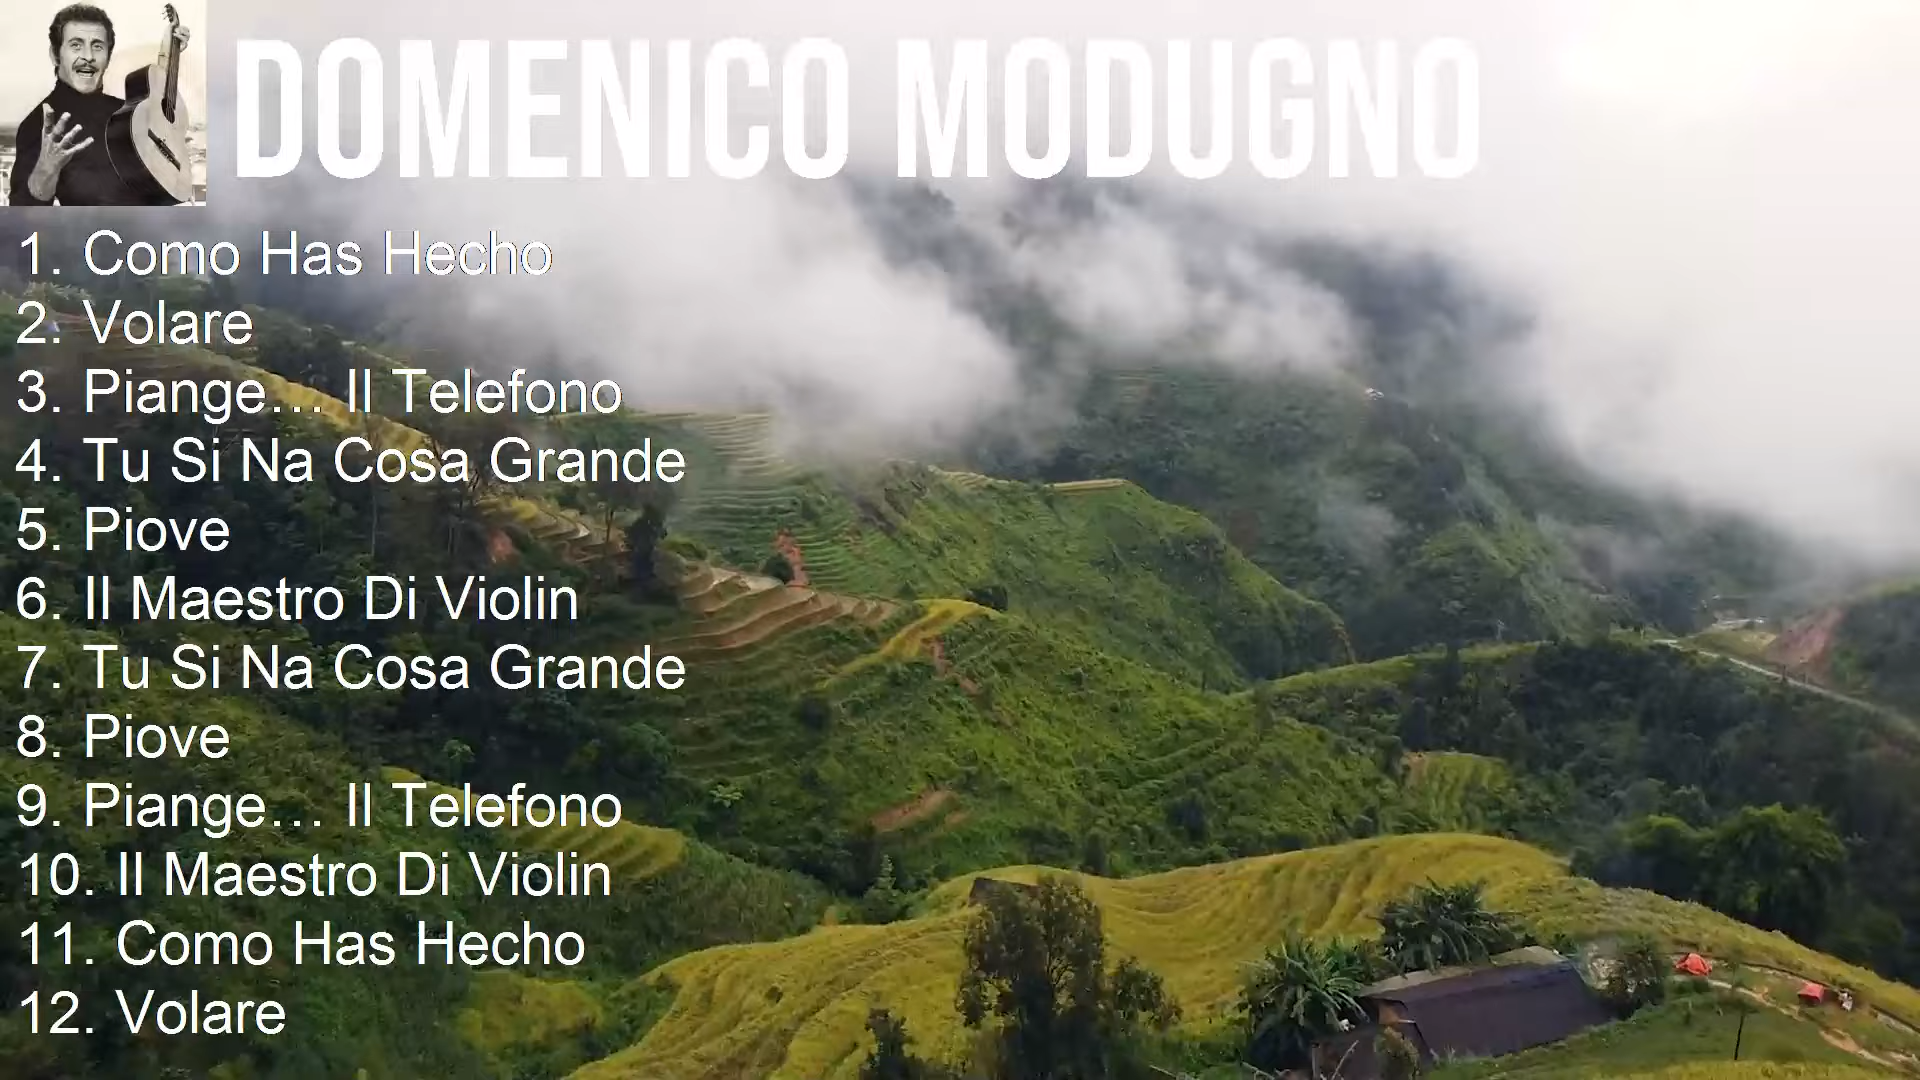 DOMENICO MODUGNO
1. Como Has Hecho
2. Volare
3. Piange… Il Telefono
4. Tu Si Na Cosa Grande
5. Piove
6. Il Maestro Di Violin
7. Tu Si Na Cosa Grande
8. Piove
9. Piange… Il Telefono
10. Il Maestro Di Violin
11. Como Has Hecho
12. Volare